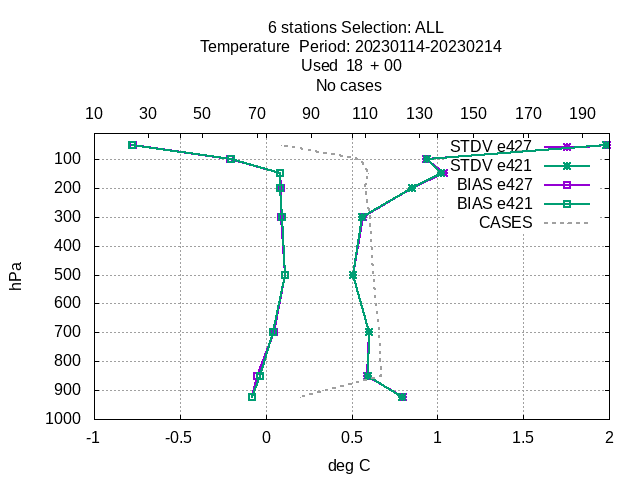 6 stations Selection: ALL
Temperature  Period: 20230114-20230214
Used  18  + 00
No cases
10 30 50 70 90 110 130 150 170 190
STDV e427
STDV e421
BIAS e427
BIAS e421
CASES
100
200
300
400
500
600
700
800
900
1000
hPa
-1 -0.5 0 0.5 1 1.5 2
deg C